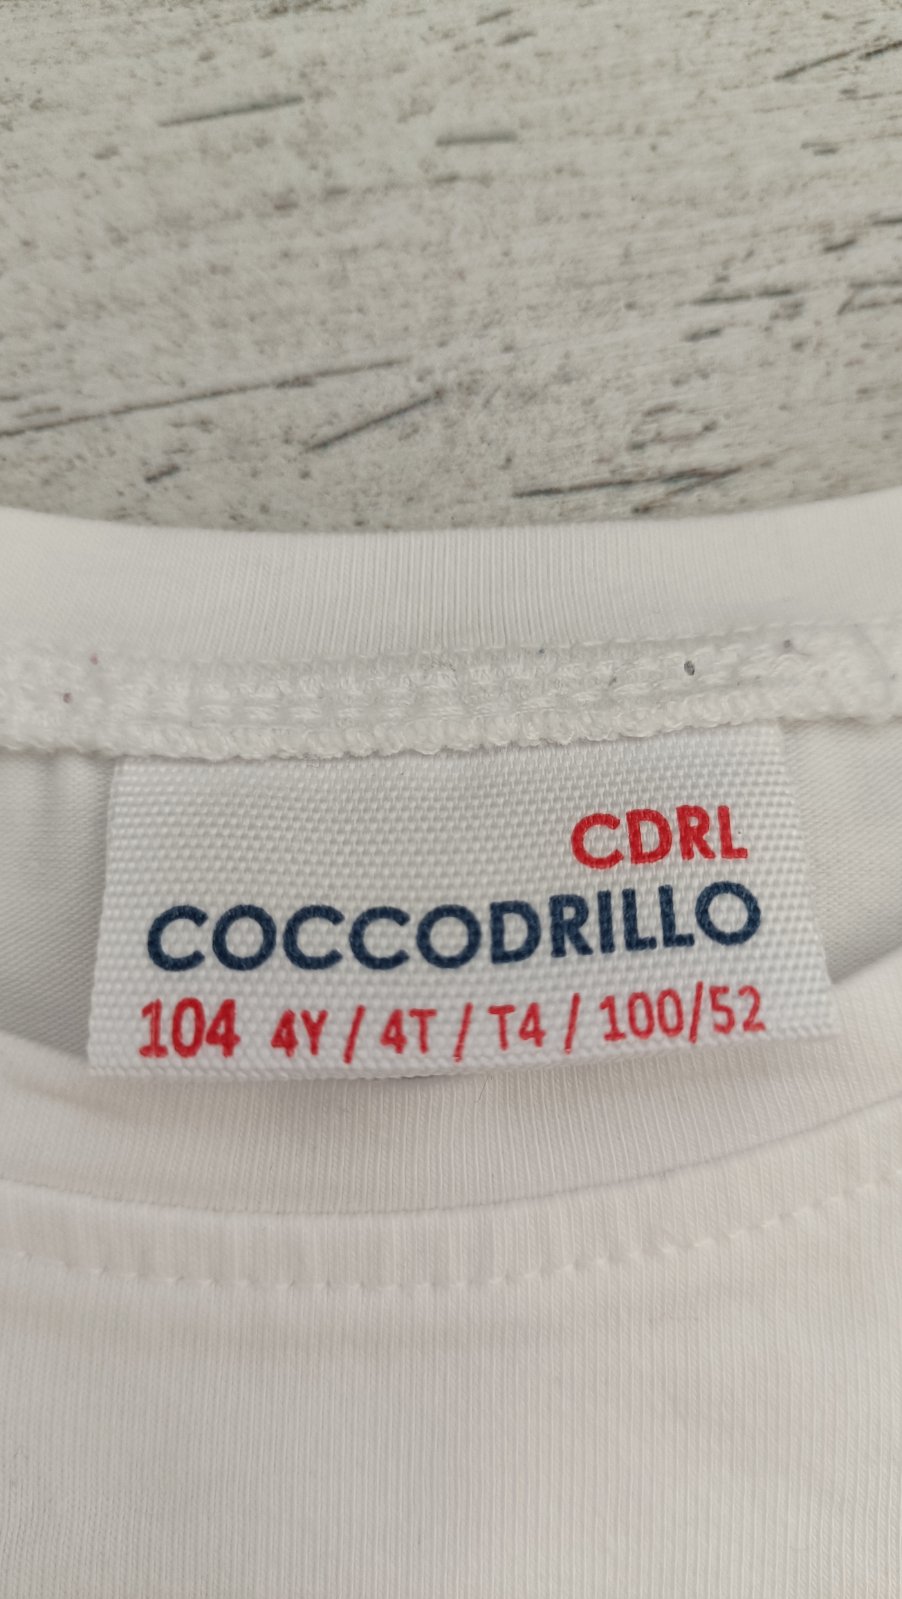 CDRL
COCCODRILLO
104 4Y / 4T / T4 / 100/52